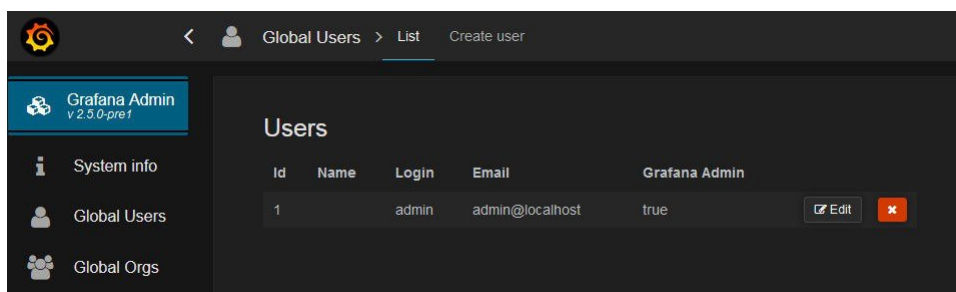 Global Users > List Create user
Grafana Admin
v 2.5.0-pre1
System info
Global Users
Global Orgs
Users
Id Name Login Email Grafana Admin
1 admin admin@localhost true Edit